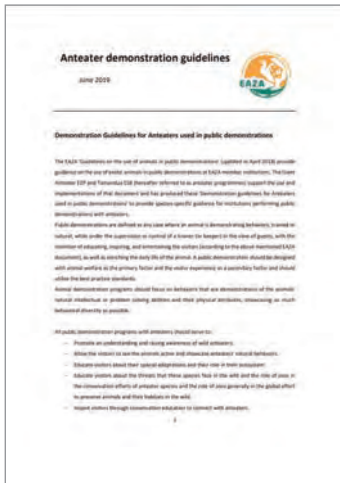 Anteater demonstration guidelines
June 2019
EAZA
Demonstration Guidelines for Anteaters used in public demonstrations
The EAZA 'Guidelines on the use of animals in public demonstrations' (updated in April 2018) provide
guidance on the use of exotic animals in public demonstrations at EAZA member institutions. The Giant
Anteater EEP and Tamandua ESB (hereafter referred to as anteater programmes) support the use and
implementations of that document and has produced these 'Demonstration guidelines for Anteaters
used in public demonstrations' to provide species-specific guidance for institutions performing public
demonstrations with anteaters.
Public demonstrations are defined as any case where an animal is demonstrating behaviors, trained or
natural, while under the supervision or control of a trainer (or keeper) in the view of guests, with the
intention of educating, inspiring, and entertaining the visitors (according to the above mentioned EAZA
document), as well as enriching the daily life of the animal. A public demonstration should be designed
with animal welfare as the primary factor and the visitor experience as a secondary factor and should
utilise the best practice standards.
Animal demonstration programs should focus on behaviors that are demonstrations of the animals'
natural intellectual or problem solving abilities and their physical attributes, showcasing as much
behavioral diversity as possible.
All public demonstration programs with anteaters should serve to:
- Promote an understanding and raising awareness of wild anteaters.
- Allow the visitors to see the animals active and showcase anteaters' natural behaviors.
- Educate visitors about their special adaptations and their role in their ecosystem.
- Educate visitors about the threats that these species face in the wild and the role of zoos in
the conservation efforts of anteater species and the role of zoos generally in the global effort
to preserve animals and their habitats in the wild.
- Inspire visitors through conservation education to connect with anteaters.